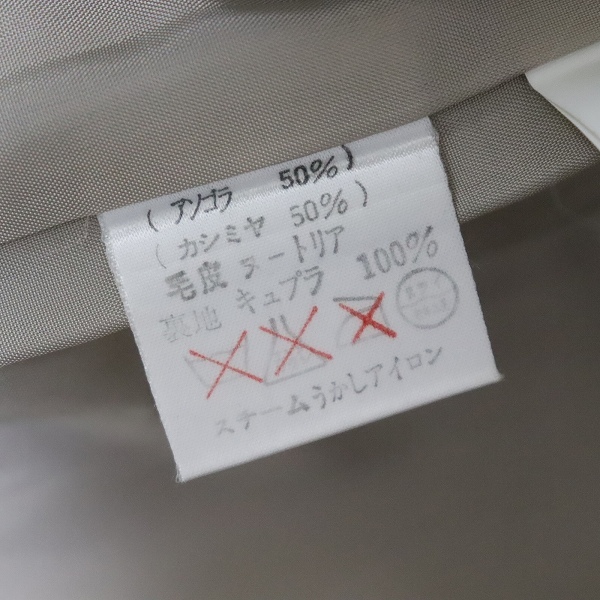 (アンゴラ 50%)
(カシミヤ 50%)
毛皮 ヌートリア
裏地 キュプラ 100%
スチームうかしアイロン